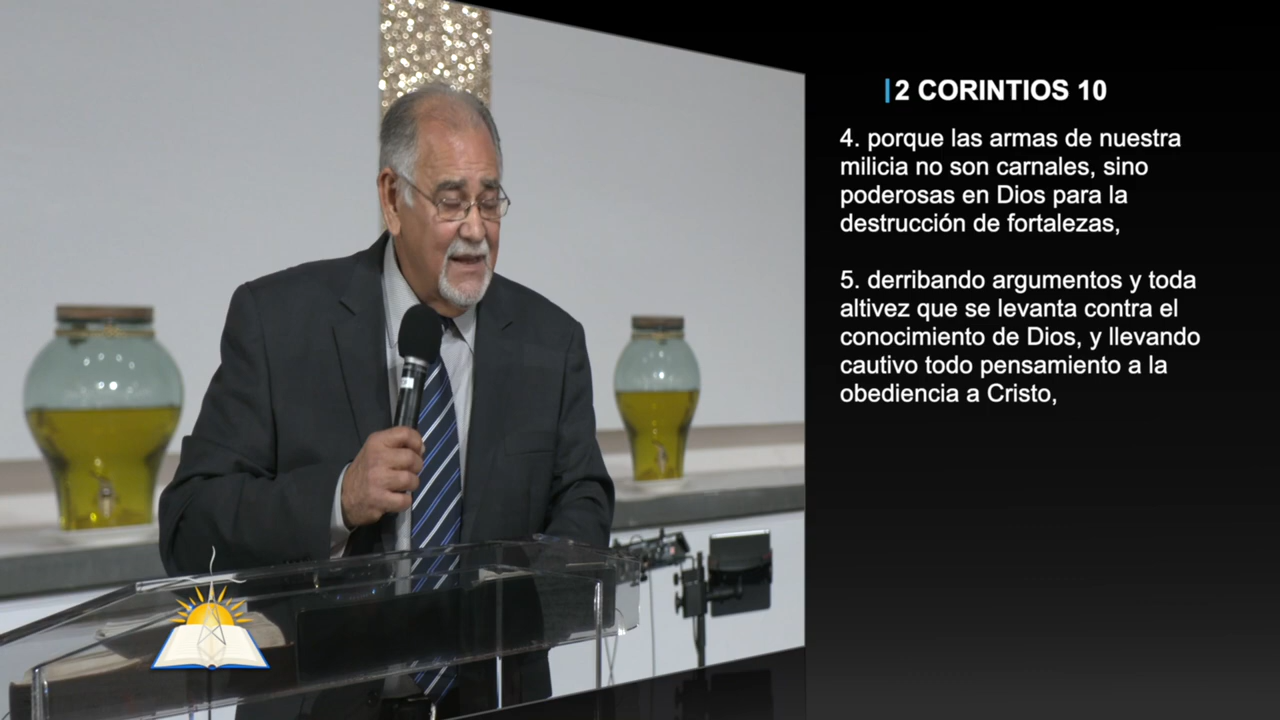 2 CORINTIOS 10
4. porque las armas de nuestra
milicia no son carnales, sino
poderosas en Dios para la
destrucción de fortalezas,
5. derribando argumentos y toda
altivez que se levanta contra el
conocimiento de Dios, y llevando
cautivo todo pensamiento a la
obediencia a Cristo,